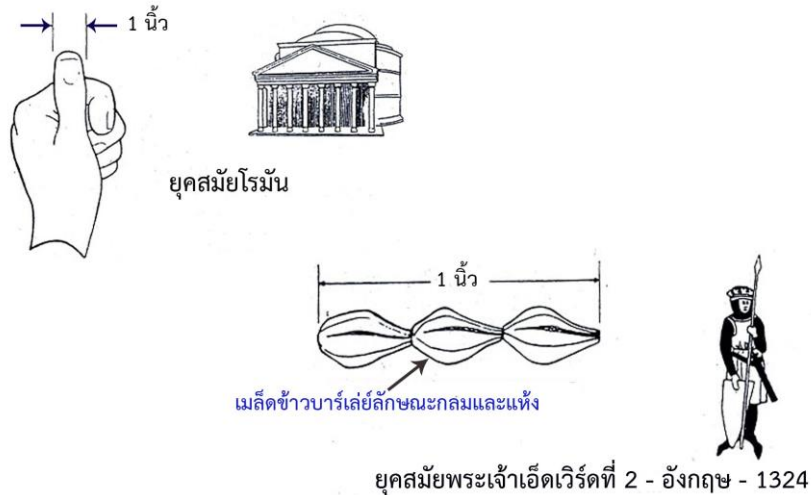 1 นิ้ว
ยุคสมัยโรมัน
1 นิ้ว
เมล็ดข้าวบาร์เล่ย์ลักษณะกลมและแห้ง
ยุคสมัยพระเจ้าเอ็ดเวิร์ดที่ 2 - อังกฤษ - 1324